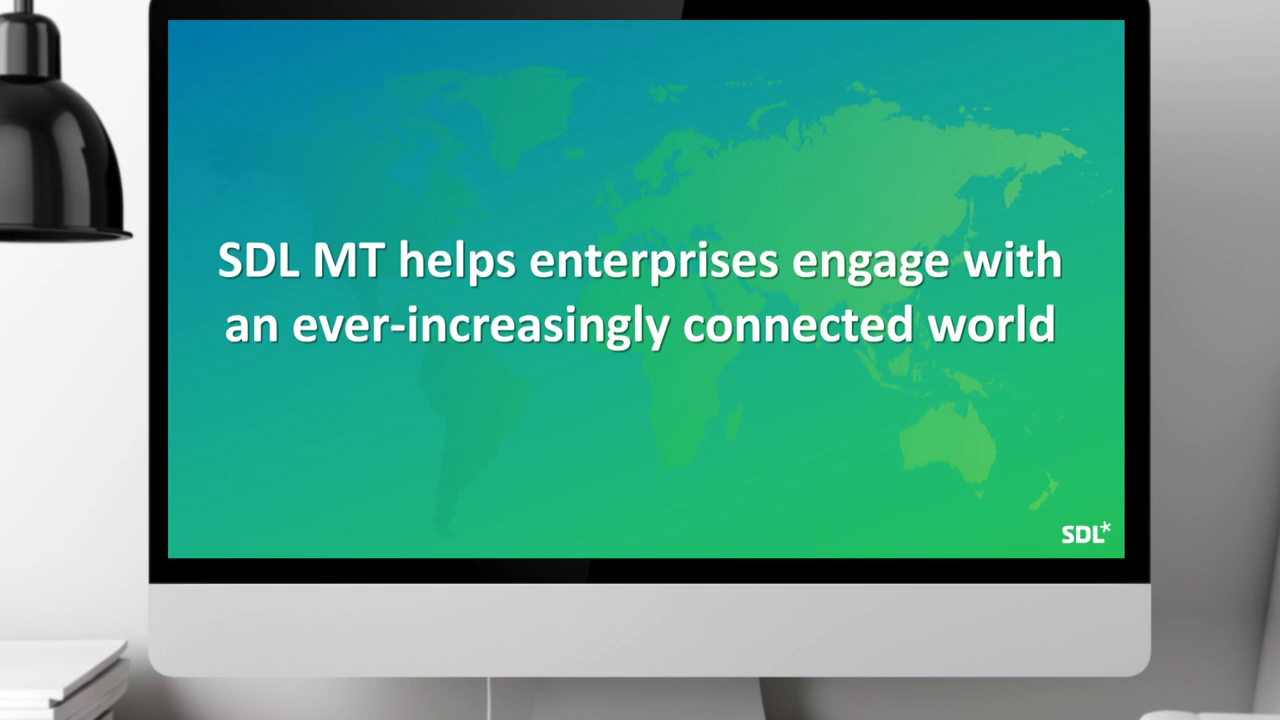 SDL MT helps enterprises engage with
an ever-increasingly connected world
SDL*